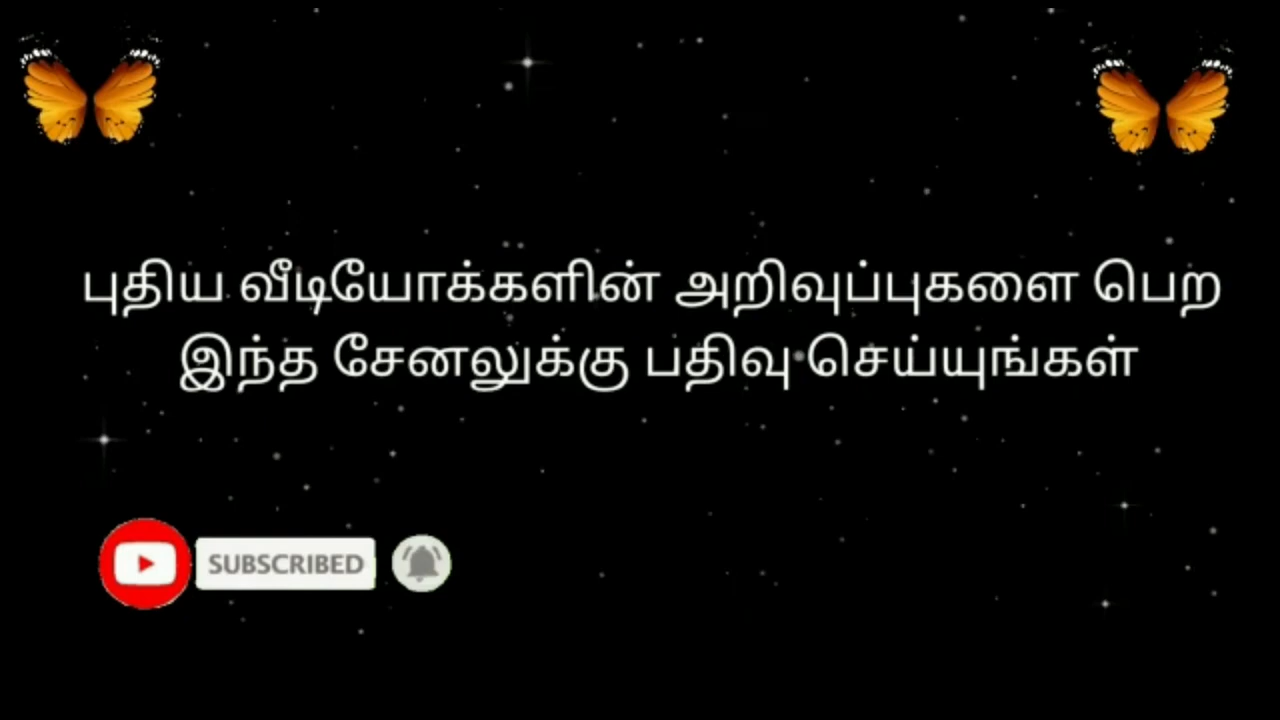 புதிய வீடியோக்களின் அறிவுப்புகளை பெற
இந்த சேனலுக்கு பதிவு செய்யுங்கள்
SUBSCRIBED